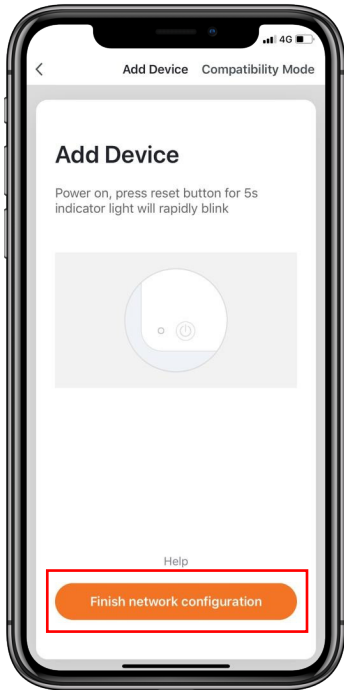 4G
Add Device Compatibility Mode
Add Device
Power on, press reset button for 5s
indicator light will rapidly blink
Help
Finish network configuration